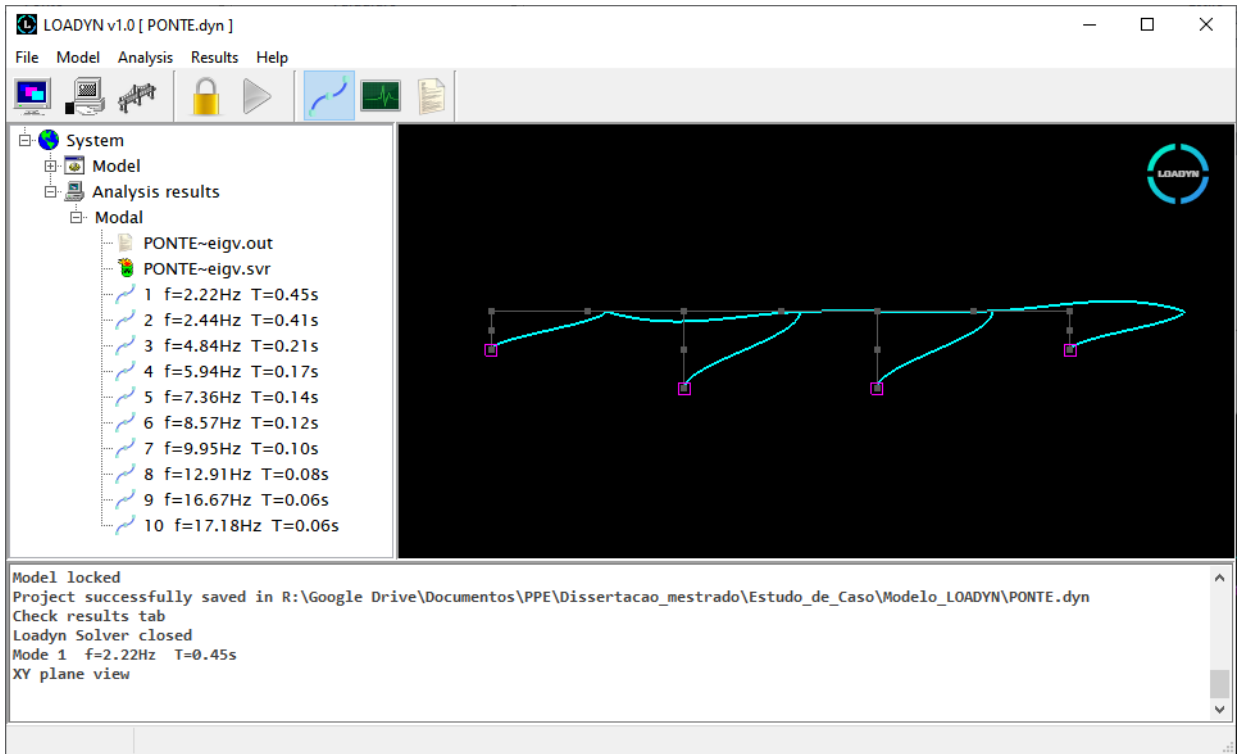 LOADYN v1.0 [ PONTE.dyn ]
File Model Analysis Results Help
System
Model
Analysis results
Modal
PONTE~eigv.out
PONTE~eigv.svr
1 f=2.22Hz T=0.45s
2 f=2.44Hz T=0.41s
3 f=4.84Hz T=0.21s
4 f=5.94Hz T=0.17s
5 f=7.36Hz T=0.14s
6 f=8.57Hz T=0.12s
7 f=9.95Hz T=0.10s
8 f=12.91Hz T=0.08s
9 f=16.67Hz T=0.06s
10 f=17.18Hz T=0.06s
LOADYN
Model locked
Project successfully saved in R:\Google Drive\Documentos\PPE\Dissertacao_mestrado\Estudo_de_Caso\Modelo_LOADYN\PONTE.dyn
Check results tab
Loadyn Solver closed
Mode 1 f=2.22Hz T=0.45s
XY plane view